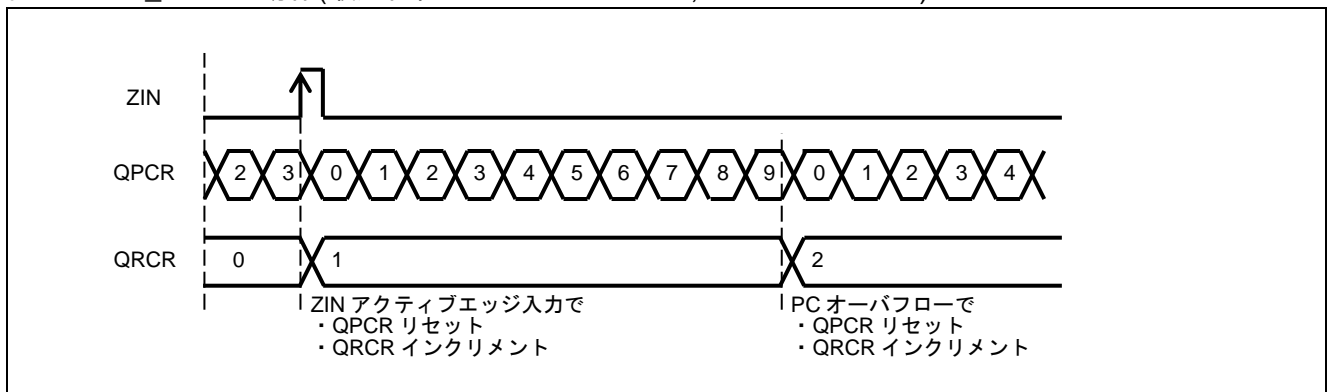 ZIN
QPCR
2 3 0 1 2 3 4 5 6 7 8 9 0 1 2 3 4
QRCR
0 1 2
ZIN アクティブエッジ入力で
・QPCR リセット
・QRCR インクリメント
PC オーバフローで
・QPCR リセット
・QRCR インクリメント